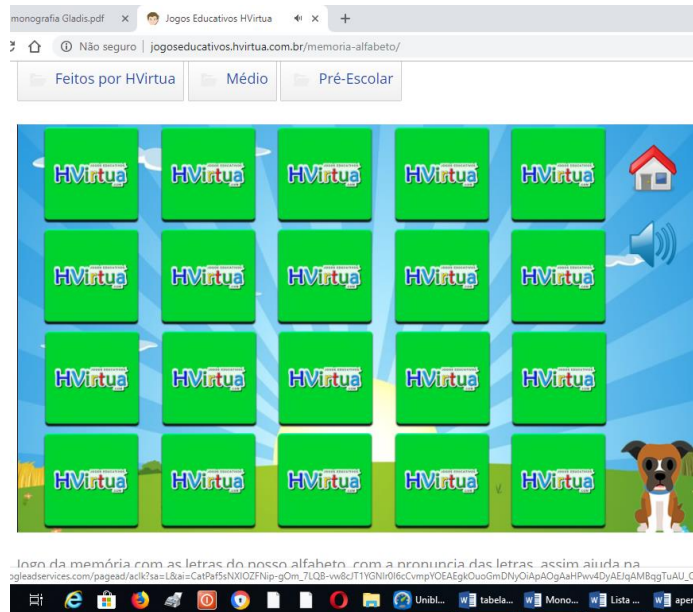 monografia Gladis.pdf Jogos Educativos HVirtua
Não seguro | jogoseducativos.hvirtua.com.br/memoria-alfabeto/
Feitos por HVirtua Médio Pré-Escolar
HVirtua HVirtua HVirtua HVirtua HVirtua
HVirtua HVirtua HVirtua HVirtua HVirtua
HVirtua HVirtua HVirtua HVirtua HVirtua
HVirtua HVirtua HVirtua HVirtua HVirtua
Jogo da memória com as letras do nosso alfabeto, com a pronuncia das letras, assim ajuda na
Unibl... tabela... Mono... Lista ... aper